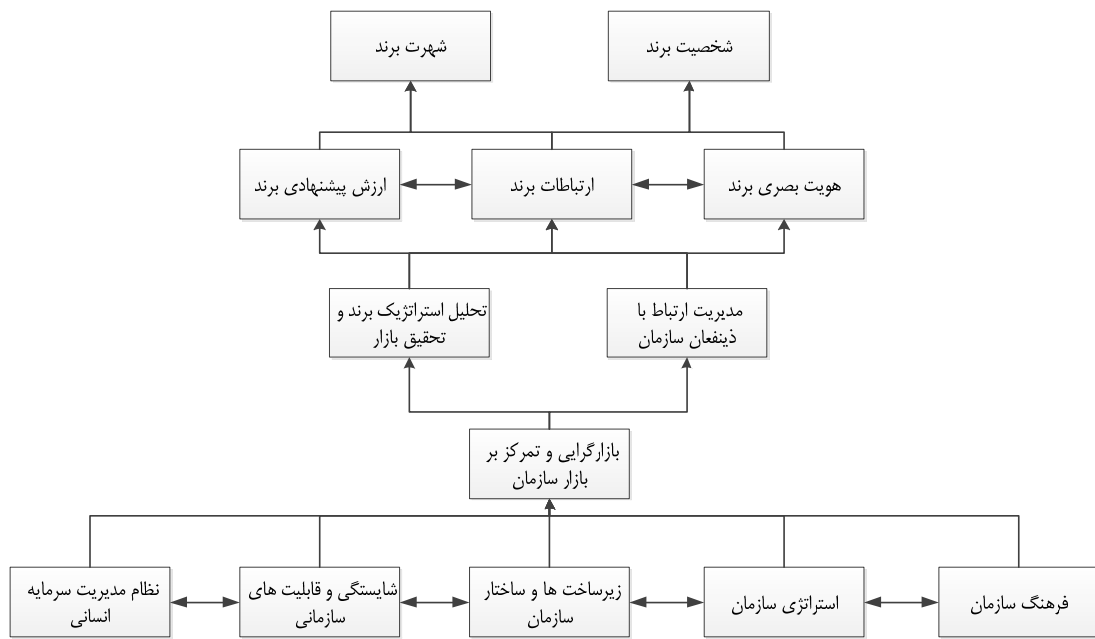 شخصیت برند
شهرت برند
هویت بصری برند
ارتباطات برند
ارزش پیشنهادی برند
مدیریت ارتباط با
ذینفعان سازمان
تحلیل استراتژیک برند و
تحقیق بازار
بازارگرایی و تمرکز بر
بازار سازمان
فرهنگ سازمان
استراتژی سازمان
زیرساخت ها و ساختار
سازمان
شایستگی و قابلیت های
سازمانی
نظام مدیریت سرمایه
انسانی